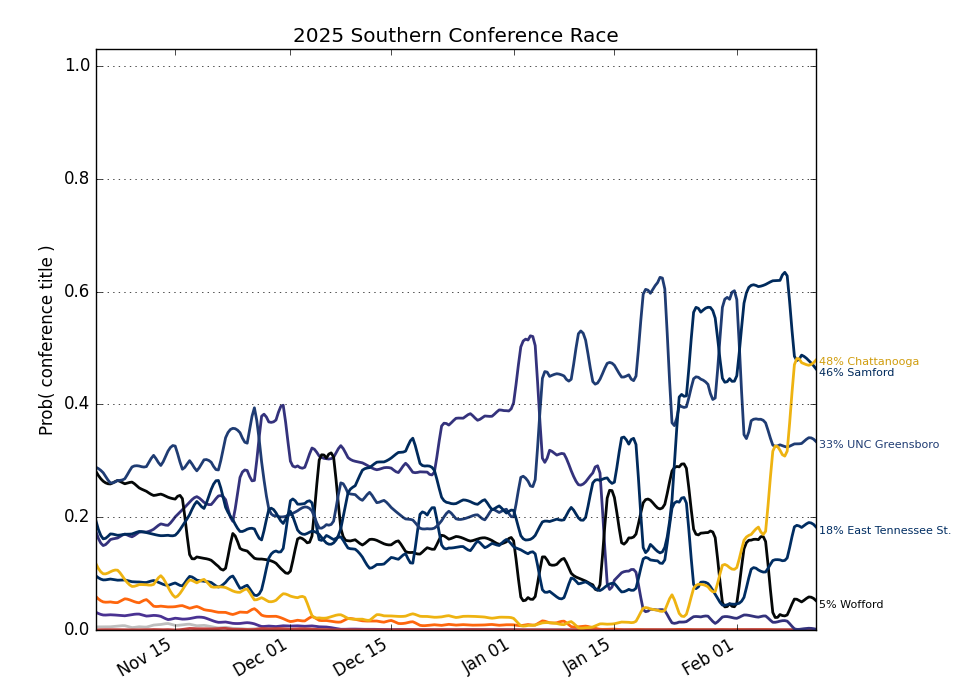 2025 Southern Conference Race
Prob( conference title )
1.0
0.8
0.6
0.4
0.2
0.0
Nov 15
Dec 01
Dec 15
Jan 01
Jan 15
Feb 01
48% Chattanooga
46% Samford
33% UNC Greensboro
18% East Tennessee St.
5% Wofford